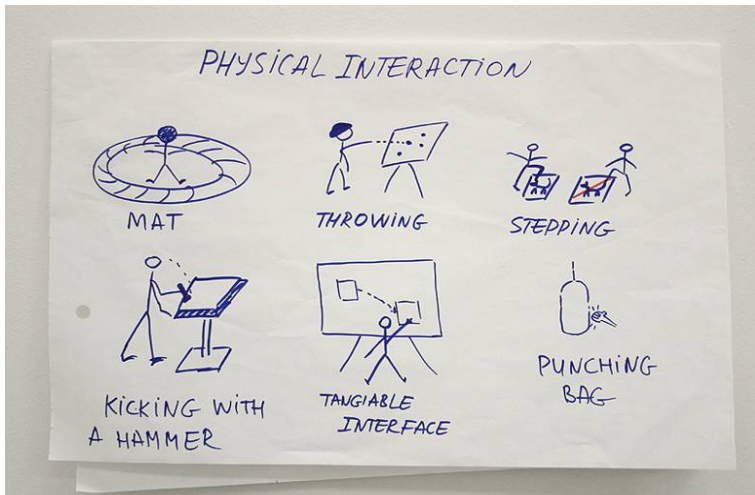 PHYSICAL INTERACTION
MAT
THROWING
STEPPING
KICKING WITH
A HAMMER
TANGIABLE
INTERFACE
PUNCHING
BAG